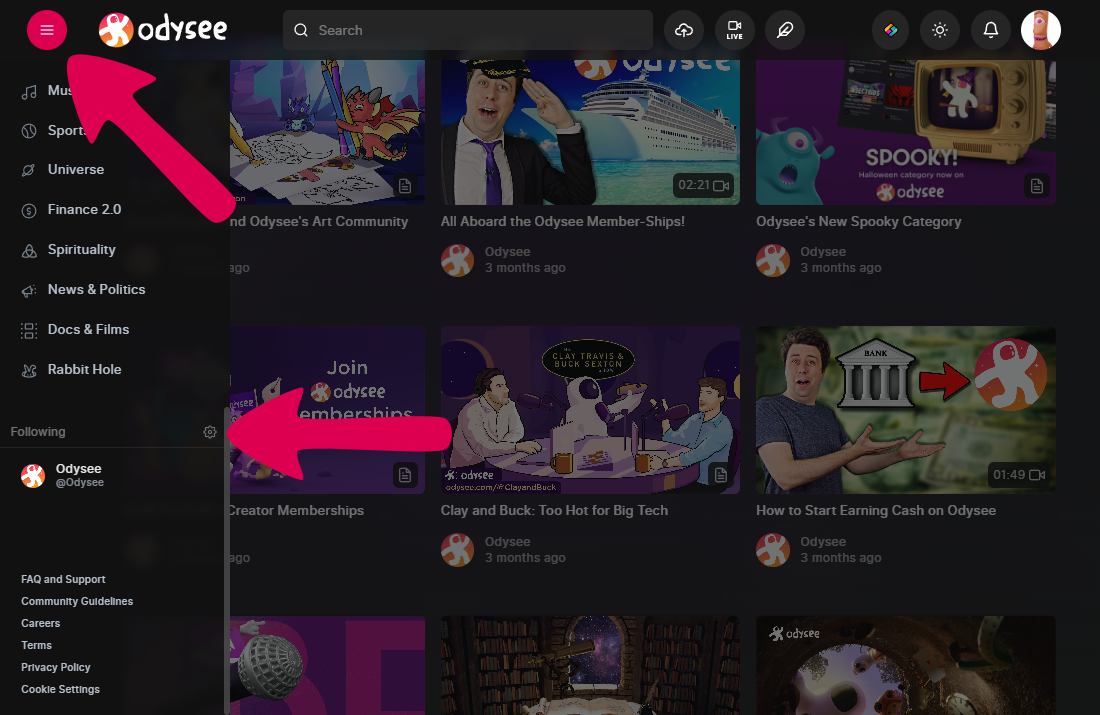 odysee
Search
LIVE
Music
Sports
Universe
Finance 2.0
Spirituality
News & Politics
Docs & Films
Rabbit Hole
Following
Odysee
@Odysee
FAQ and Support
Community Guidelines
Careers
Terms
Privacy Policy
Cookie Settings
nd Odysee's Art Community
ago
odysee
02:21
All Aboard the Odysee Member-Ships!
Odysee
3 months ago
SPOOKY!
Halloween category now on
odysee
Odysee's New Spooky Category
Odysee
3 months ago
Join
odysee
emberships
Creator Memberships
ago
THE
CLAY TRAVIS &
BUCK SEXTON
SHOW
odysee
odysee.com/@ClayandBuck
Clay and Buck: Too Hot for Big Tech
Odysee
3 months ago
BANK
01:49
How to Start Earning Cash on Odysee
Odysee
3 months ago
odysee